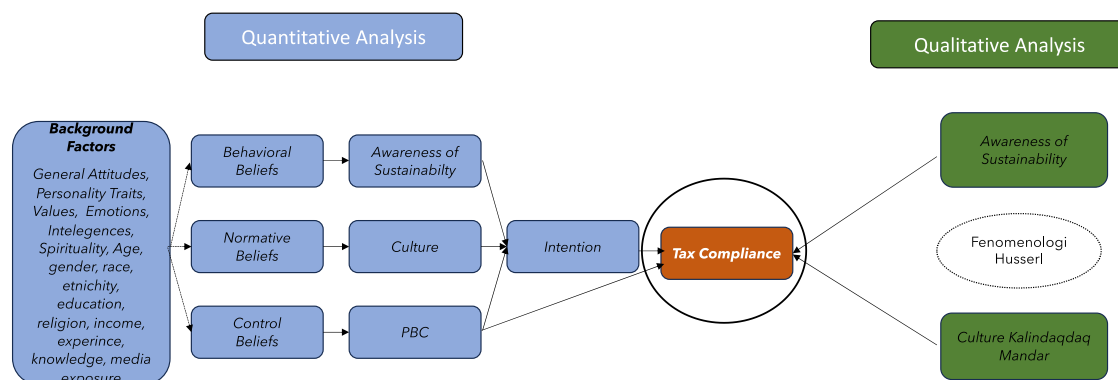 Quantitative Analysis
Qualitative Analysis
Background
Factors
General Attitudes,
Personality Traits,
Values, Emotions,
Intelegences,
Spirituality, Age,
gender, race,
etnichity,
education,
religion, income,
experince,
knowledge, media
exposure
Behavioral
Beliefs
Awareness of
Sustainabilty
Normative
Beliefs
Culture
Intention
Control
Beliefs
PBC
Tax Compliance
Awareness of
Sustainabilty
Fenomenologi
Husserl
Culture Kalindaqdaq
Mandar